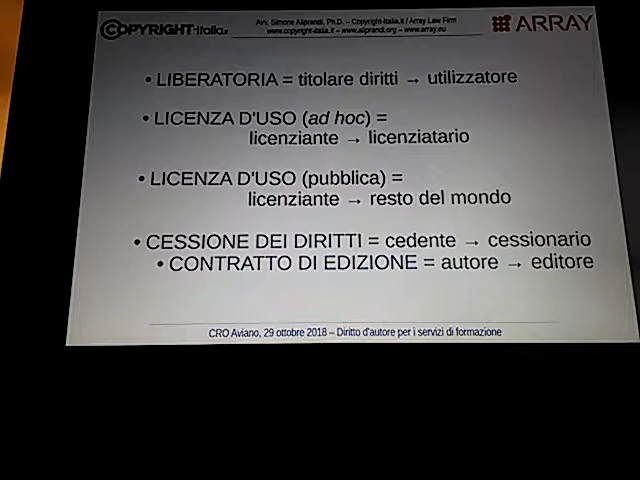 COPYRIGHT-Italia.it
Avv. Simone Aliprandi, Ph.D. – Copyright-Italia.it / Array Law Firm
www.copyright-italia.it – www.aliprandi.org – www.array.eu
ARRAY
• LIBERATORIA = titolare diritti → utilizzatore
• LICENZA D'USO (ad hoc) =
licenziante → licenziatario
• LICENZA D'USO (pubblica) =
licenziante → resto del mondo
• CESSIONE DEI DIRITTI = cedente → cessionario
• CONTRATTO DI EDIZIONE = autore → editore
CRO Aviano, 29 ottobre 2018 – Diritto d'autore per i servizi di formazione